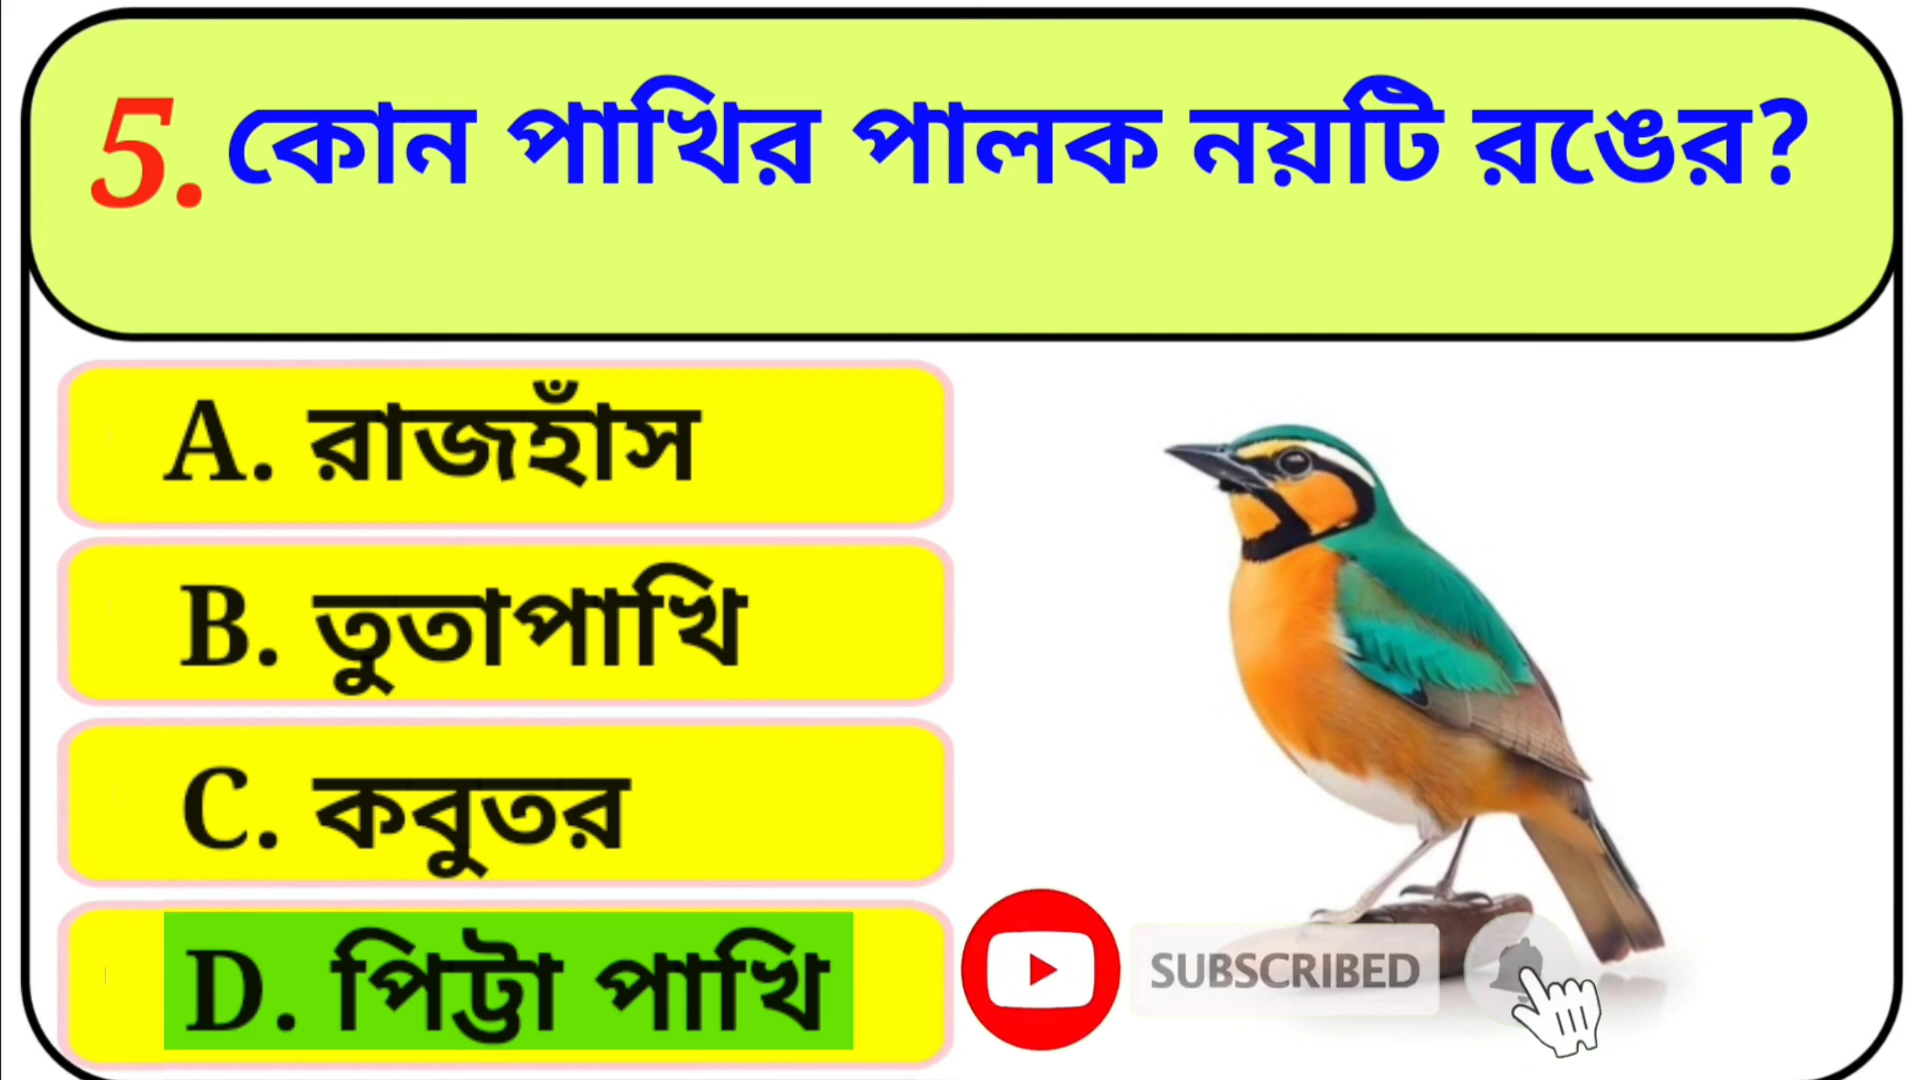 5. কোন পাখির পালক নয়টি রঙের?
A. রাজহাঁস
B. তুতাপাখি
C. কবুতর
D. পিট্টা পাখি
SUBSCRIBED